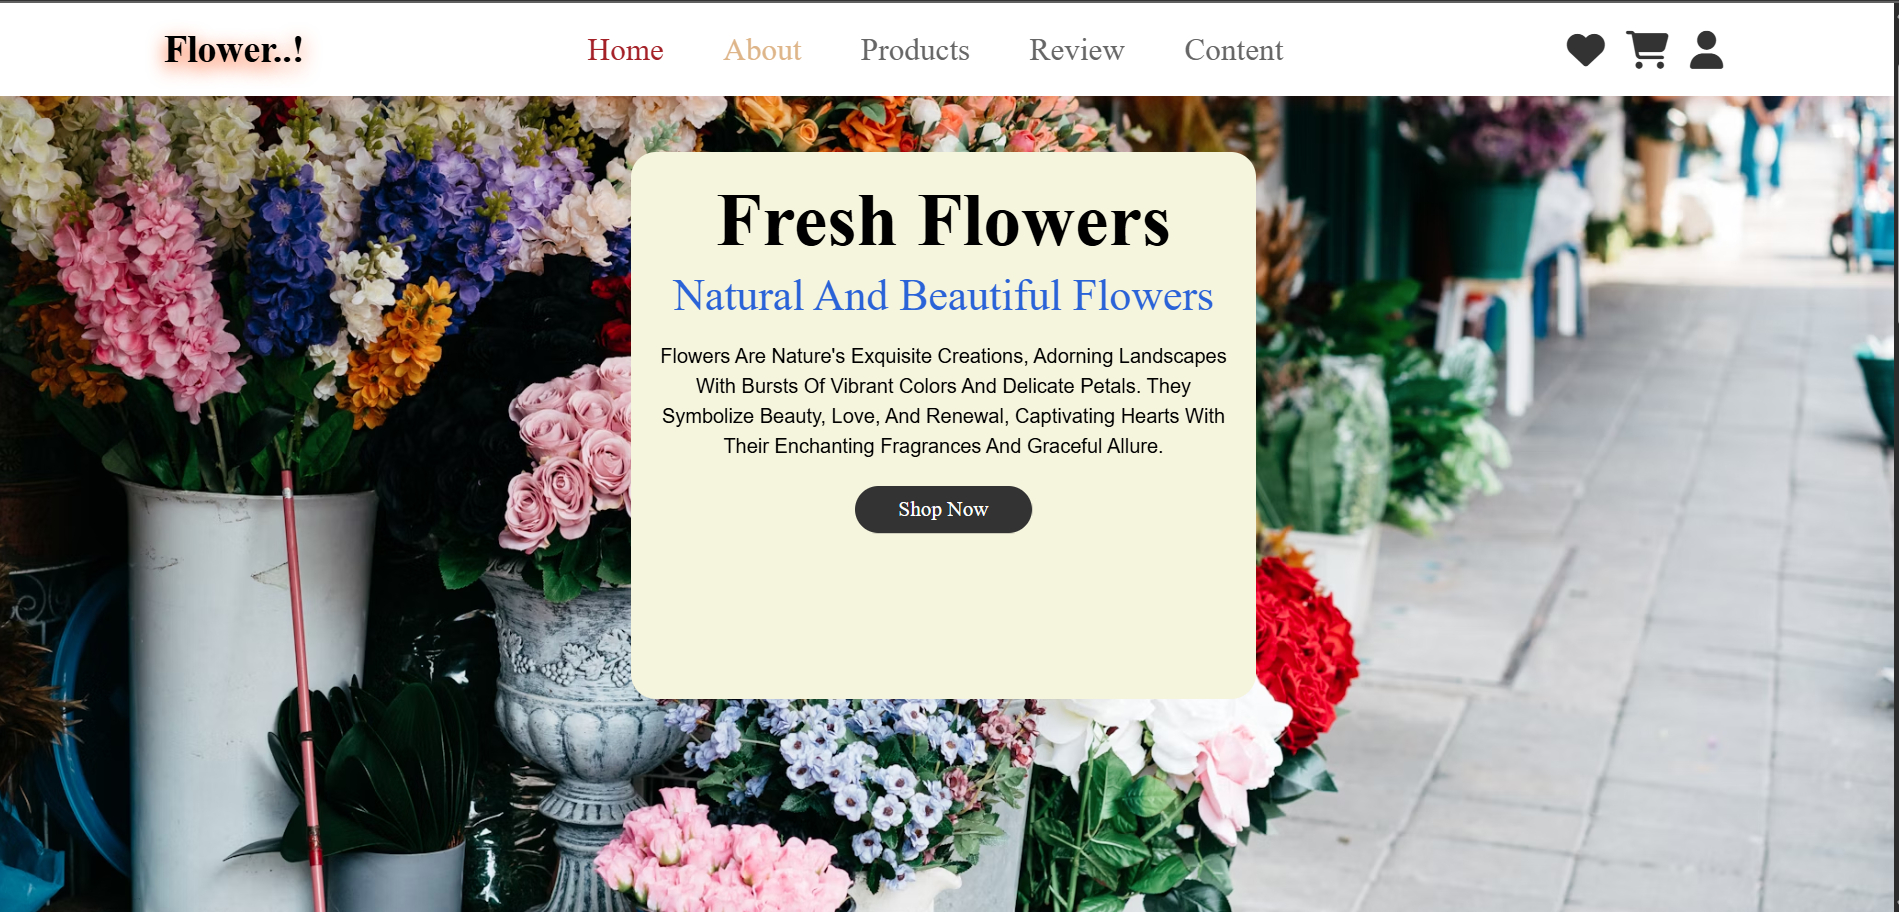 Flower..!
Home About Products Review Content
Fresh Flowers
Natural And Beautiful Flowers
Flowers Are Nature's Exquisite Creations, Adorning Landscapes
With Bursts Of Vibrant Colors And Delicate Petals. They
Symbolize Beauty, Love, And Renewal, Captivating Hearts With
Their Enchanting Fragrances And Graceful Allure.
Shop Now